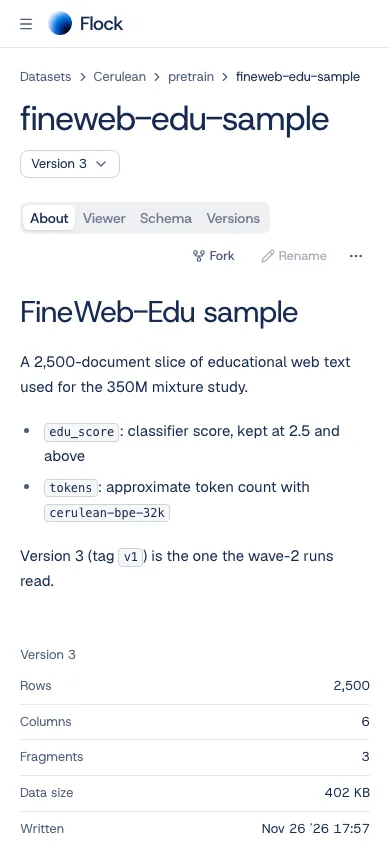 Flock
Datasets > Cerulean > pretrain > fineweb-edu-sample
fineweb-edu-sample
Version 3
About Viewer Schema Versions
Fork Rename ...
FineWeb-Edu sample
A 2,500-document slice of educational web text
used for the 350M mixture study.
• edu_score: classifier score, kept at 2.5 and
above
• tokens: approximate token count with
cerulean-bpe-32k
Version 3 (tag v1) is the one the wave-2 runs
read.
Version 3
Rows 2,500
Columns 6
Fragments 3
Data size 402 KB
Written Nov 26 '26 17:57